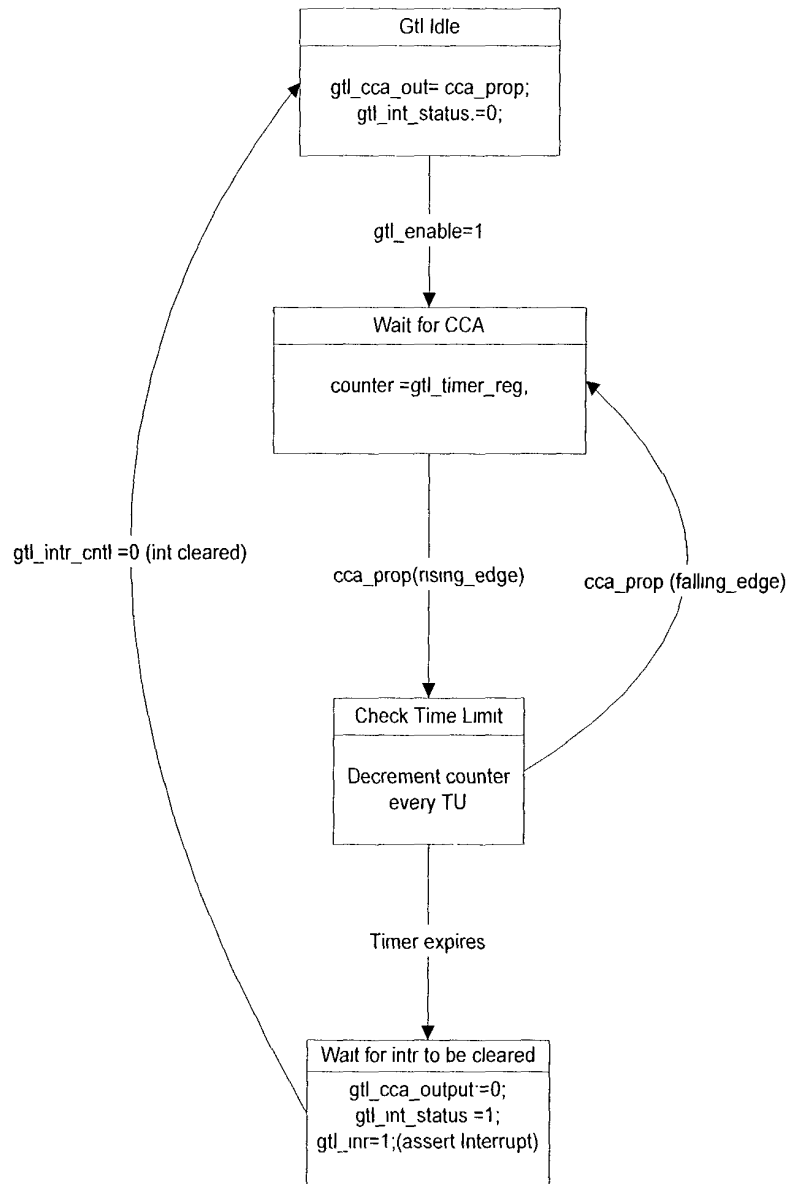 Gtl Idle
gtl_cca_out= cca_prop;
gtl_int_status.=0;
gtl_enable=1
Wait for CCA
counter =gtl_timer_reg,
gtl_intr_cntl =0 (int cleared)
cca_prop(rising_edge)
cca_prop (falling_edge)
Check Time Limit
Decrement counter
every TU
Timer expires
Wait for intr to be cleared
gtl_cca_output =0;
gtl_int_status =1;
gtl_inr=1;(assert Interrupt)